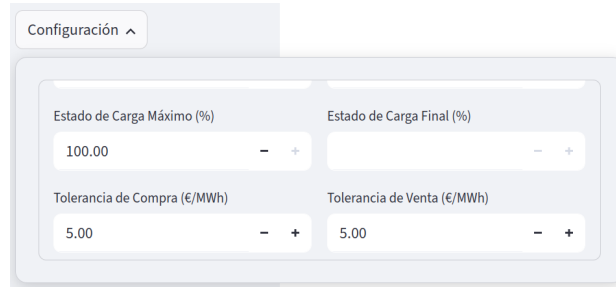 Configuración
Estado de Carga Máximo (%) Estado de Carga Final (%)
100.00
Tolerancia de Compra (€/MWh) Tolerancia de Venta (€/MWh)
5.00 5.00